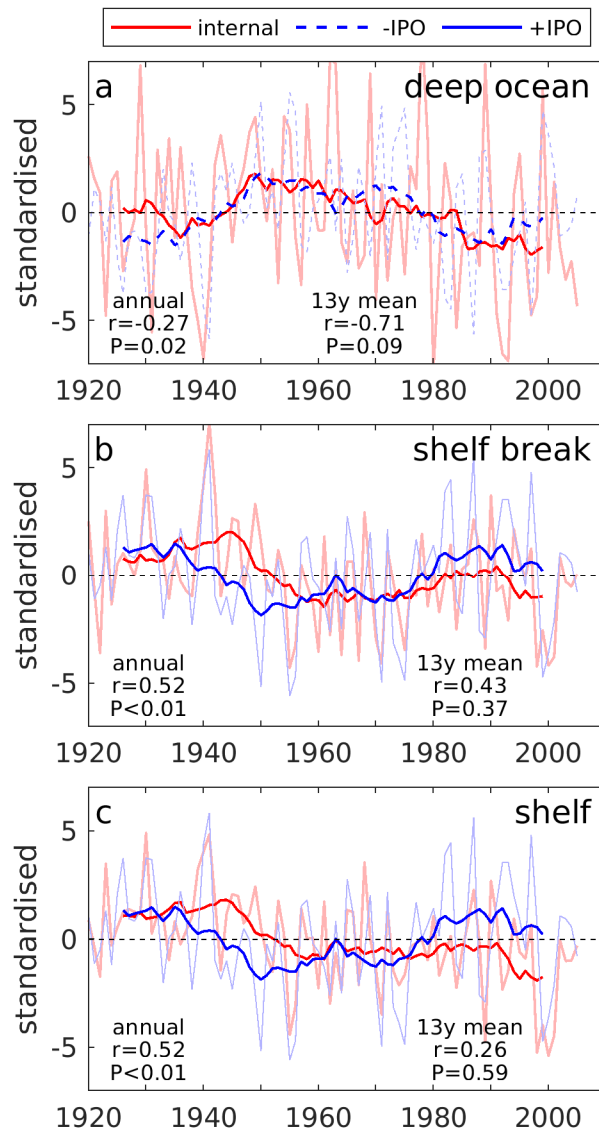 internal -IPO +IPO
a deep ocean
standardised
5
0
-5
annual 13y mean
r=-0.27 r=-0.71
P=0.02 P=0.09
1920 1940 1960 1980 2000
b shelf break
standardised
5
0
-5
annual 13y mean
r=0.52 r=0.43
P<0.01 P=0.37
1920 1940 1960 1980 2000
c shelf
standardised
5
0
-5
annual 13y mean
r=0.52 r=0.26
P<0.01 P=0.59
1920 1940 1960 1980 2000